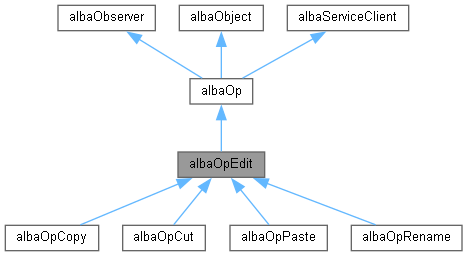 albaObserver
albaObject
albaServiceClient
albaOp
albaOpEdit
albaOpCopy
albaOpCut
albaOpPaste
albaOpRename